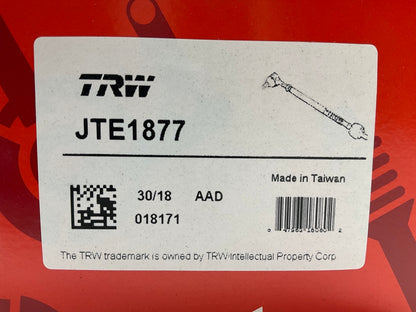 TRW
JTE1877
Made in Taiwan
30/18 AAD
018171
The TRW trademark is owned by TRW Intellectual Property Corp